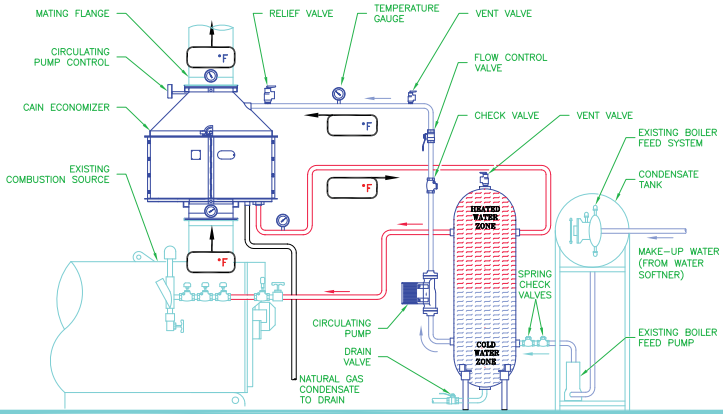 MATING FLANGE
RELIEF VALVE
TEMPERATURE
GAUGE
VENT VALVE
CIRCULATING
PUMP CONTROL
°F
FLOW CONTROL
VALVE
CAIN ECONOMIZER
°F
CHECK VALVE
VENT VALVE
EXISTING BOILER
FEED SYSTEM
EXISTING
COMBUSTION SOURCE
°F
CONDENSATE
TANK
HEATED
WATER
ZONE
°F
MAKE-UP WATER
(FROM WATER
SOFTNER)
SPRING
CHECK
VALVES
CIRCULATING
PUMP
EXISTING BOILER
FEED PUMP
COLD
WATER
ZONE
DRAIN
VALVE
NATURAL GAS
CONDENSATE
TO DRAIN